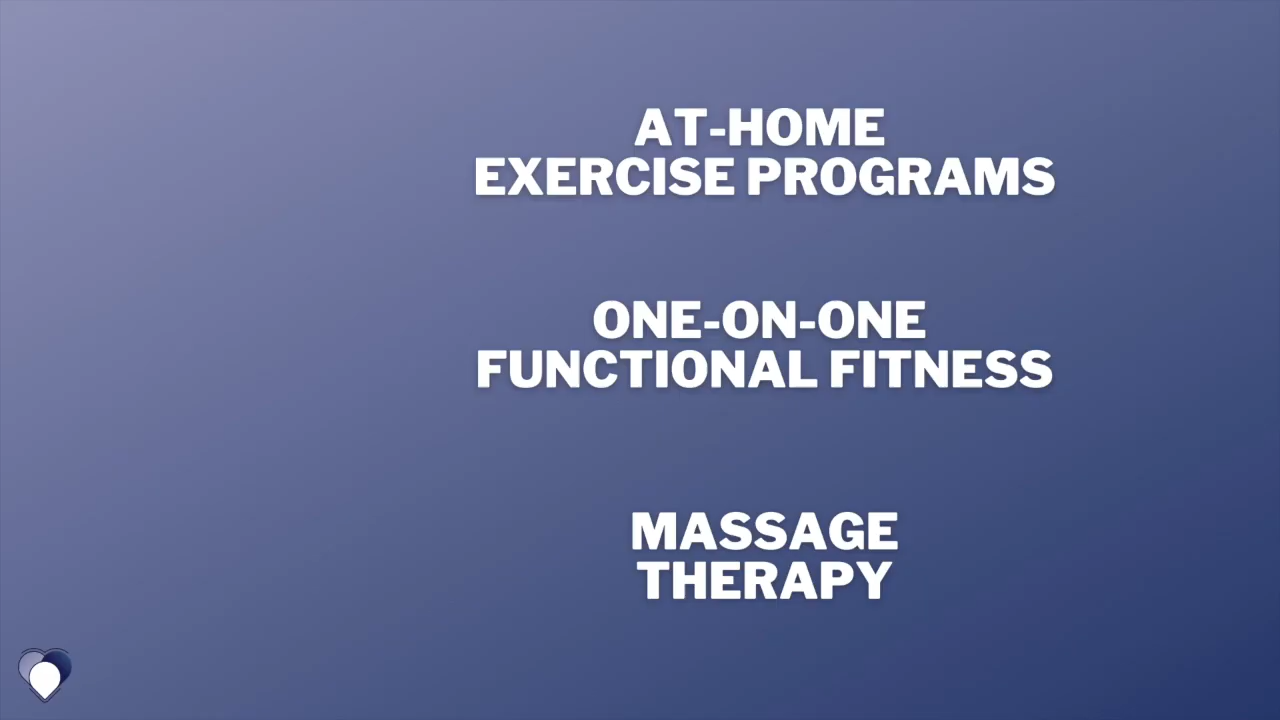 AT-HOME
EXERCISE PROGRAMS
ONE-ON-ONE
FUNCTIONAL FITNESS
MASSAGE
THERAPY